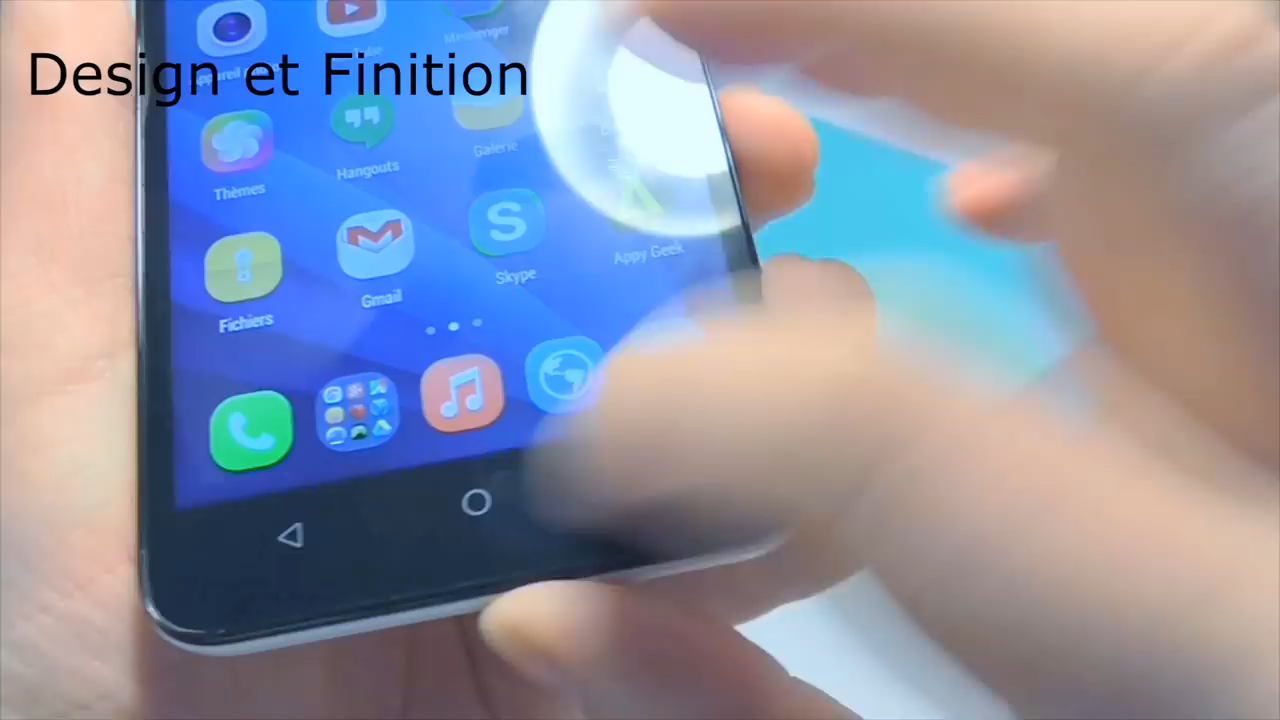 Design et Finition
Messenger
Thèmes
Hangouts
Galerie
Fichiers
Gmail
Skype
Appy Geek